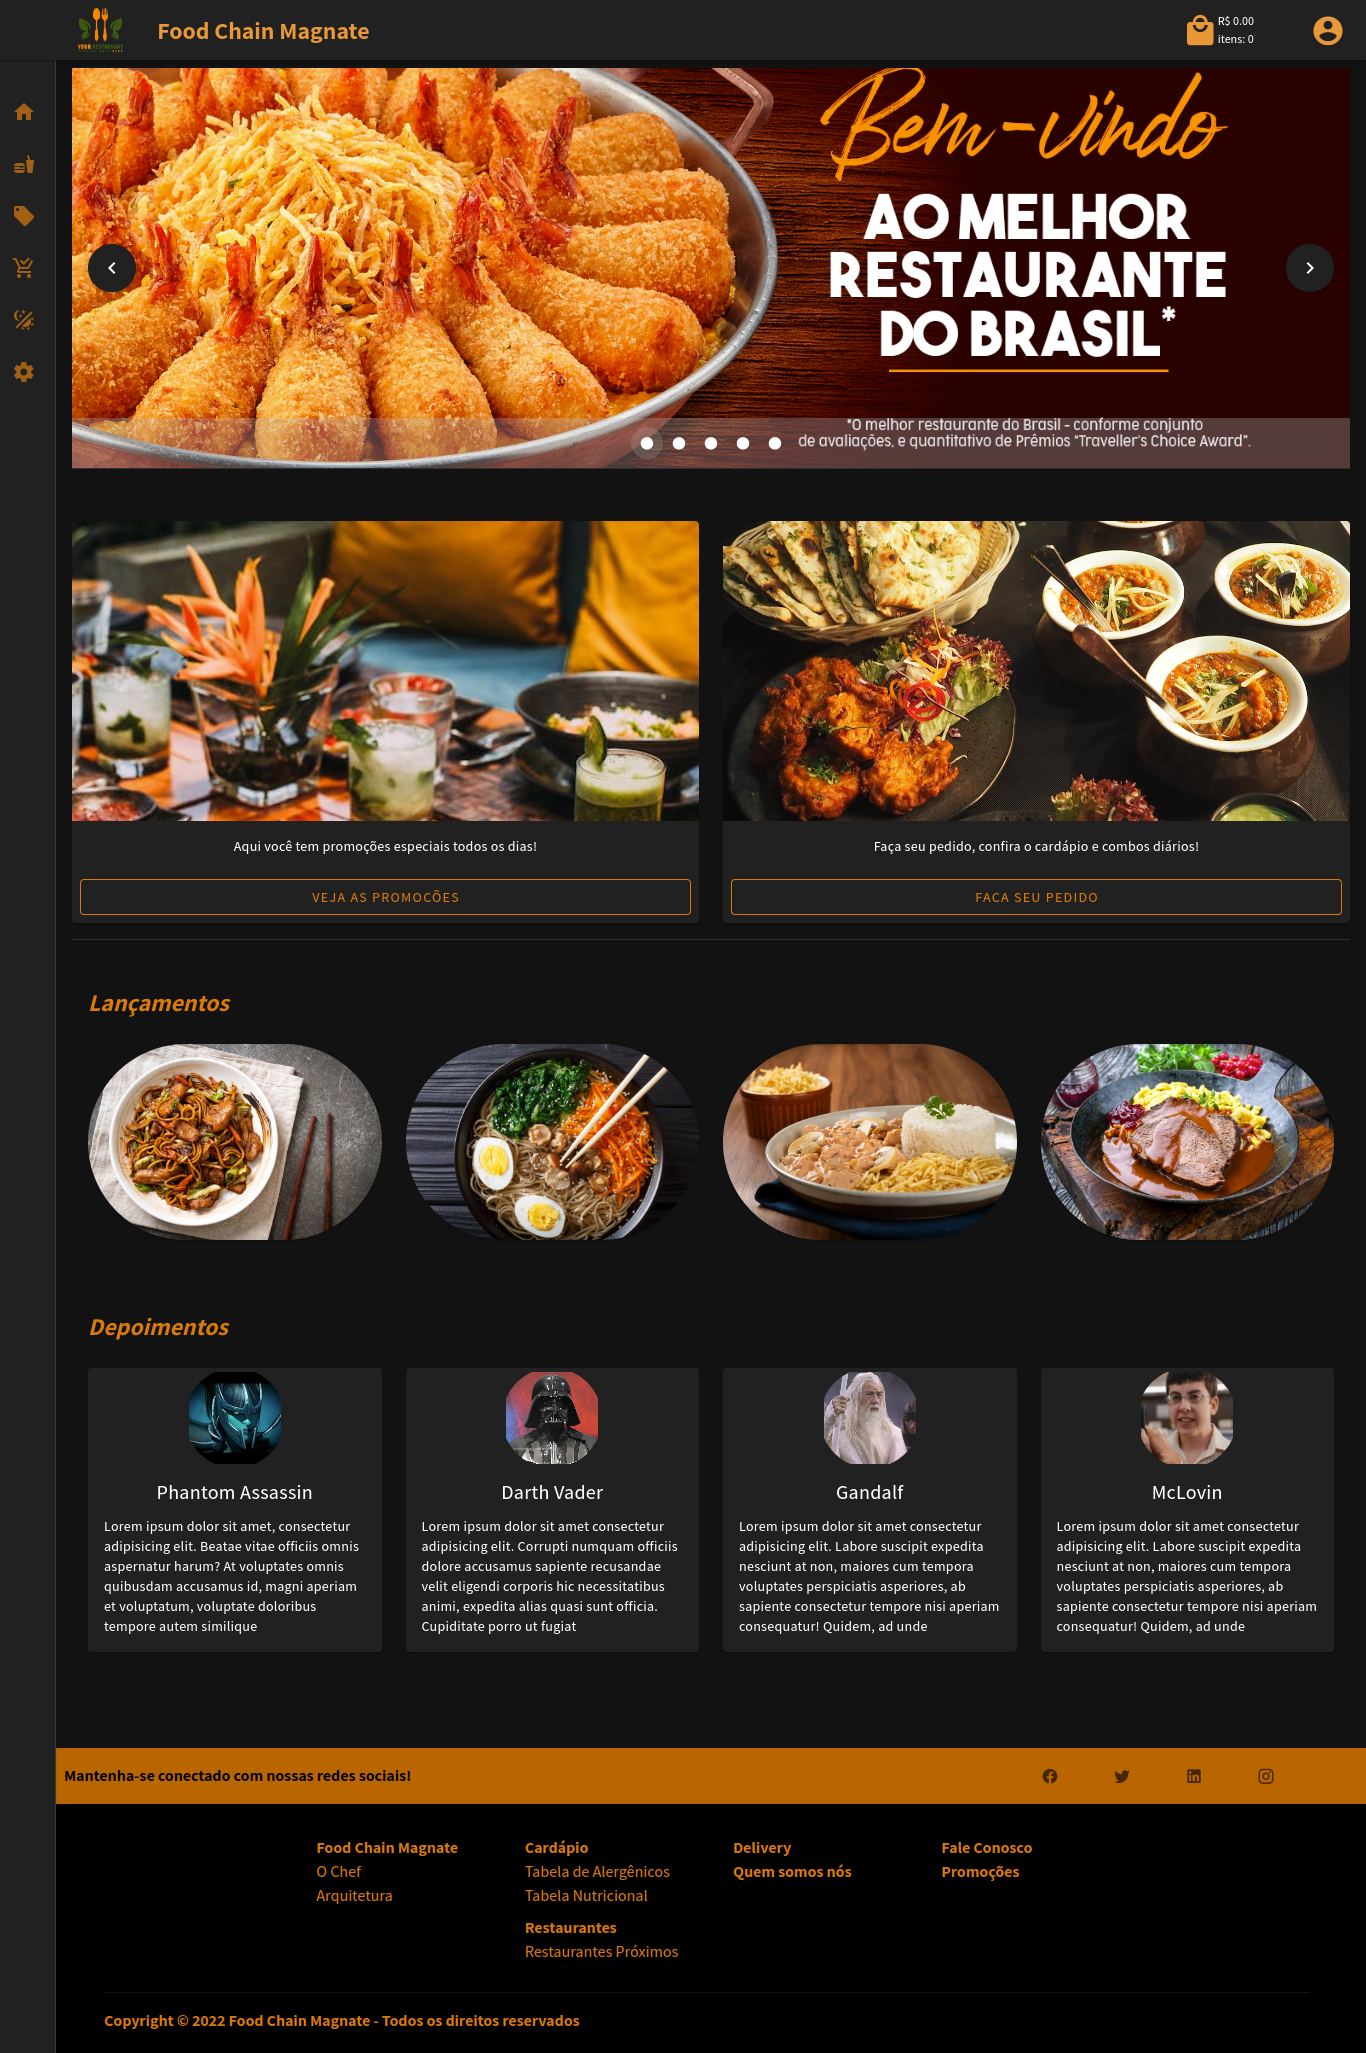 Food Chain Magnate
R$ 0.00
itens: 0
Bem-vindo
AO MELHOR
RESTAURANTE
DO BRASIL*
*O melhor restaurante do Brasil - conforme conjunto
de avaliações, e quantitativo de Prêmios "Traveller's Choice Award".
Aqui você tem promoções especiais todos os dias!
VEJA AS PROMOCÕES
Faça seu pedido, confira o cardápio e combos diários!
FACA SEU PEDIDO
Lançamentos
Depoimentos
Phantom Assassin
Lorem ipsum dolor sit amet, consectetur
adipisicing elit. Beatae vitae officiis omnis
aspernatur harum? At voluptates omnis
quibusdam accusamus id, magni aperiam
et voluptatum, voluptate doloribus
tempore autem similique
Darth Vader
Lorem ipsum dolor sit amet consectetur
adipisicing elit. Corrupti numquam officiis
dolore accusamus sapiente recusandae
velit eligendi corporis hic necessitatibus
animi, expedita alias quasi sunt officia.
Cupiditate porro ut fugiat
Gandalf
Lorem ipsum dolor sit amet consectetur
adipisicing elit. Labore suscipit expedita
nesciunt at non, maiores cum tempora
voluptates perspiciatis asperiores, ab
sapiente consectetur tempore nisi aperiam
consequatur! Quidem, ad unde
McLovin
Lorem ipsum dolor sit amet consectetur
adipisicing elit. Labore suscipit expedita
nesciunt at non, maiores cum tempora
voluptates perspiciatis asperiores, ab
sapiente consectetur tempore nisi aperiam
consequatur! Quidem, ad unde
Mantenha-se conectado com nossas redes sociais!
Food Chain Magnate
O Chef
Arquitetura
Cardápio
Tabela de Alergênicos
Tabela Nutricional
Restaurantes
Restaurantes Próximos
Delivery
Quem somos nós
Fale Conosco
Promoções
Copyright © 2022 Food Chain Magnate - Todos os direitos reservados